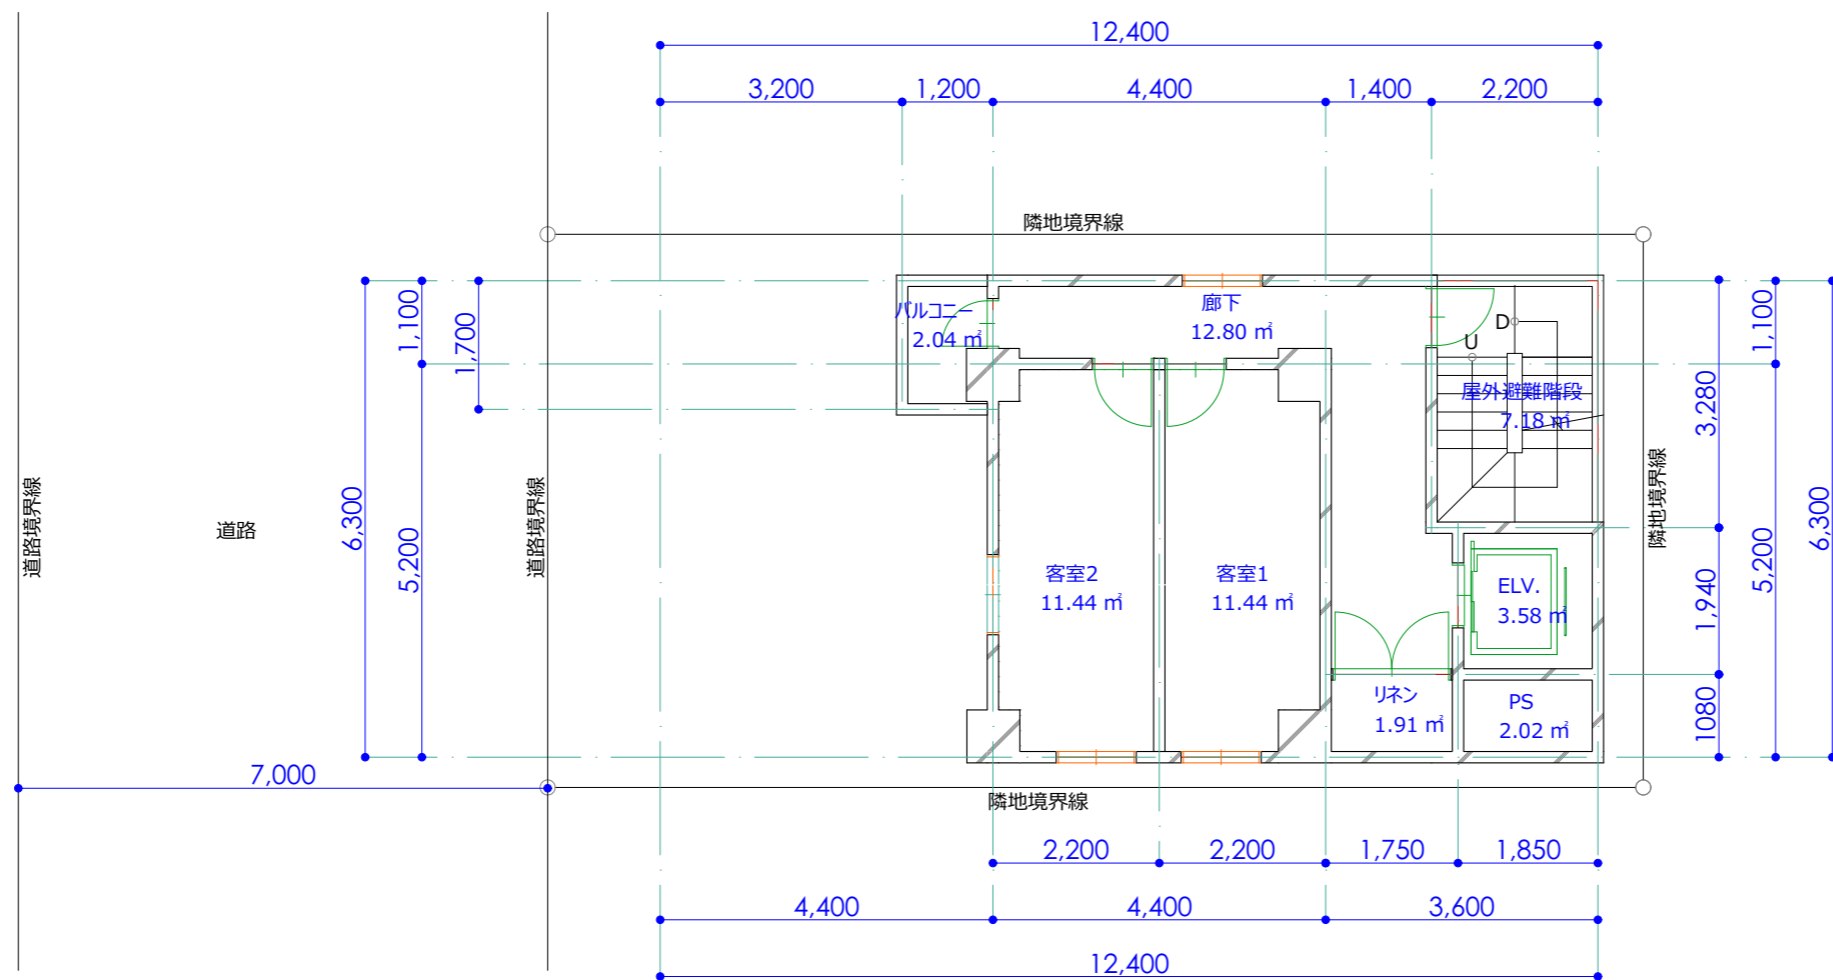 12,400
3,200
1,200
4,400
1,400
2,200
隣地境界線
バルコニー
2.04 ㎡
廊下
12.80 ㎡
D
U
屋外避難階段
7.18 ㎡
1,100
1,700
6,300
5,200
1,100
3,280
5,200
6,300
1,940
1080
道路境界線
道路
道路境界線
隣地境界線
客室2
11.44 ㎡
客室1
11.44 ㎡
ELV.
3.58 ㎡
リネン
1.91 ㎡
PS
2.02 ㎡
7,000
隣地境界線
2,200
2,200
1,750
1,850
4,400
4,400
3,600
12,400